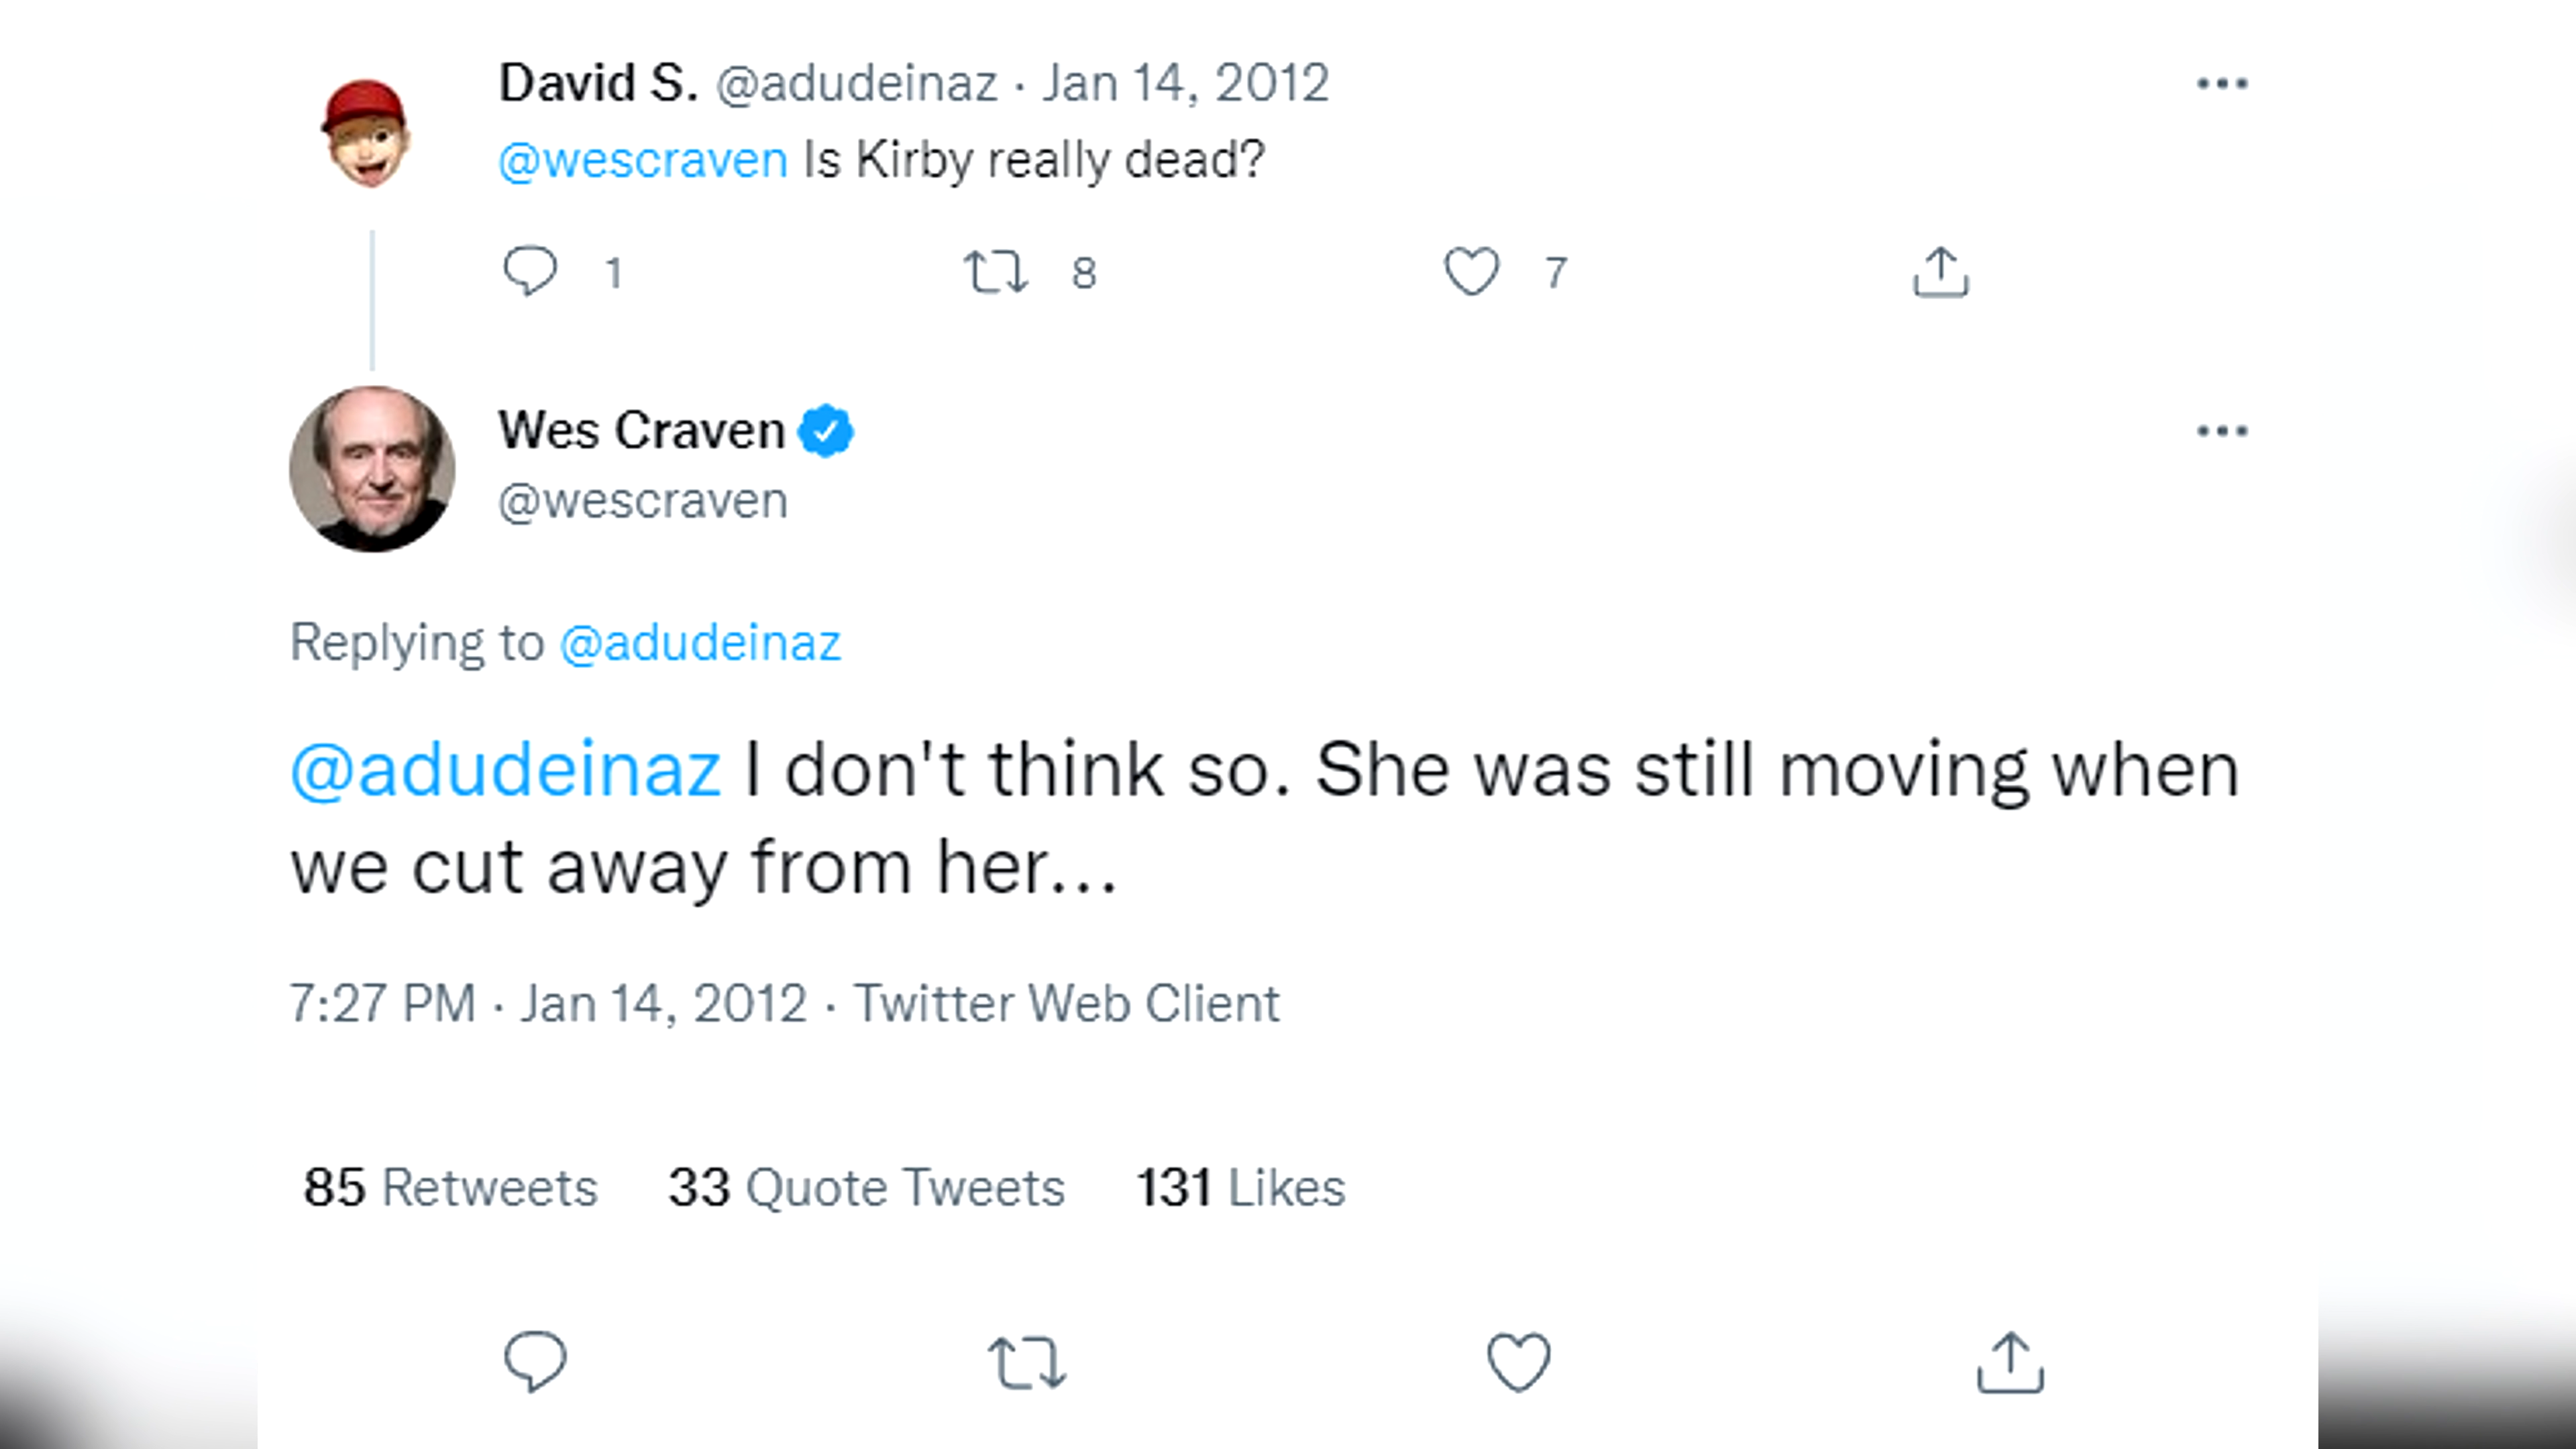 David S. @adudeinaz · Jan 14, 2012
@wescraven Is Kirby really dead?
1 8 7
Wes Craven
@wescraven
Replying to @adudeinaz
@adudeinaz I don't think so. She was still moving when
we cut away from her...
7:27 PM · Jan 14, 2012 · Twitter Web Client
85 Retweets 33 Quote Tweets 131 Likes